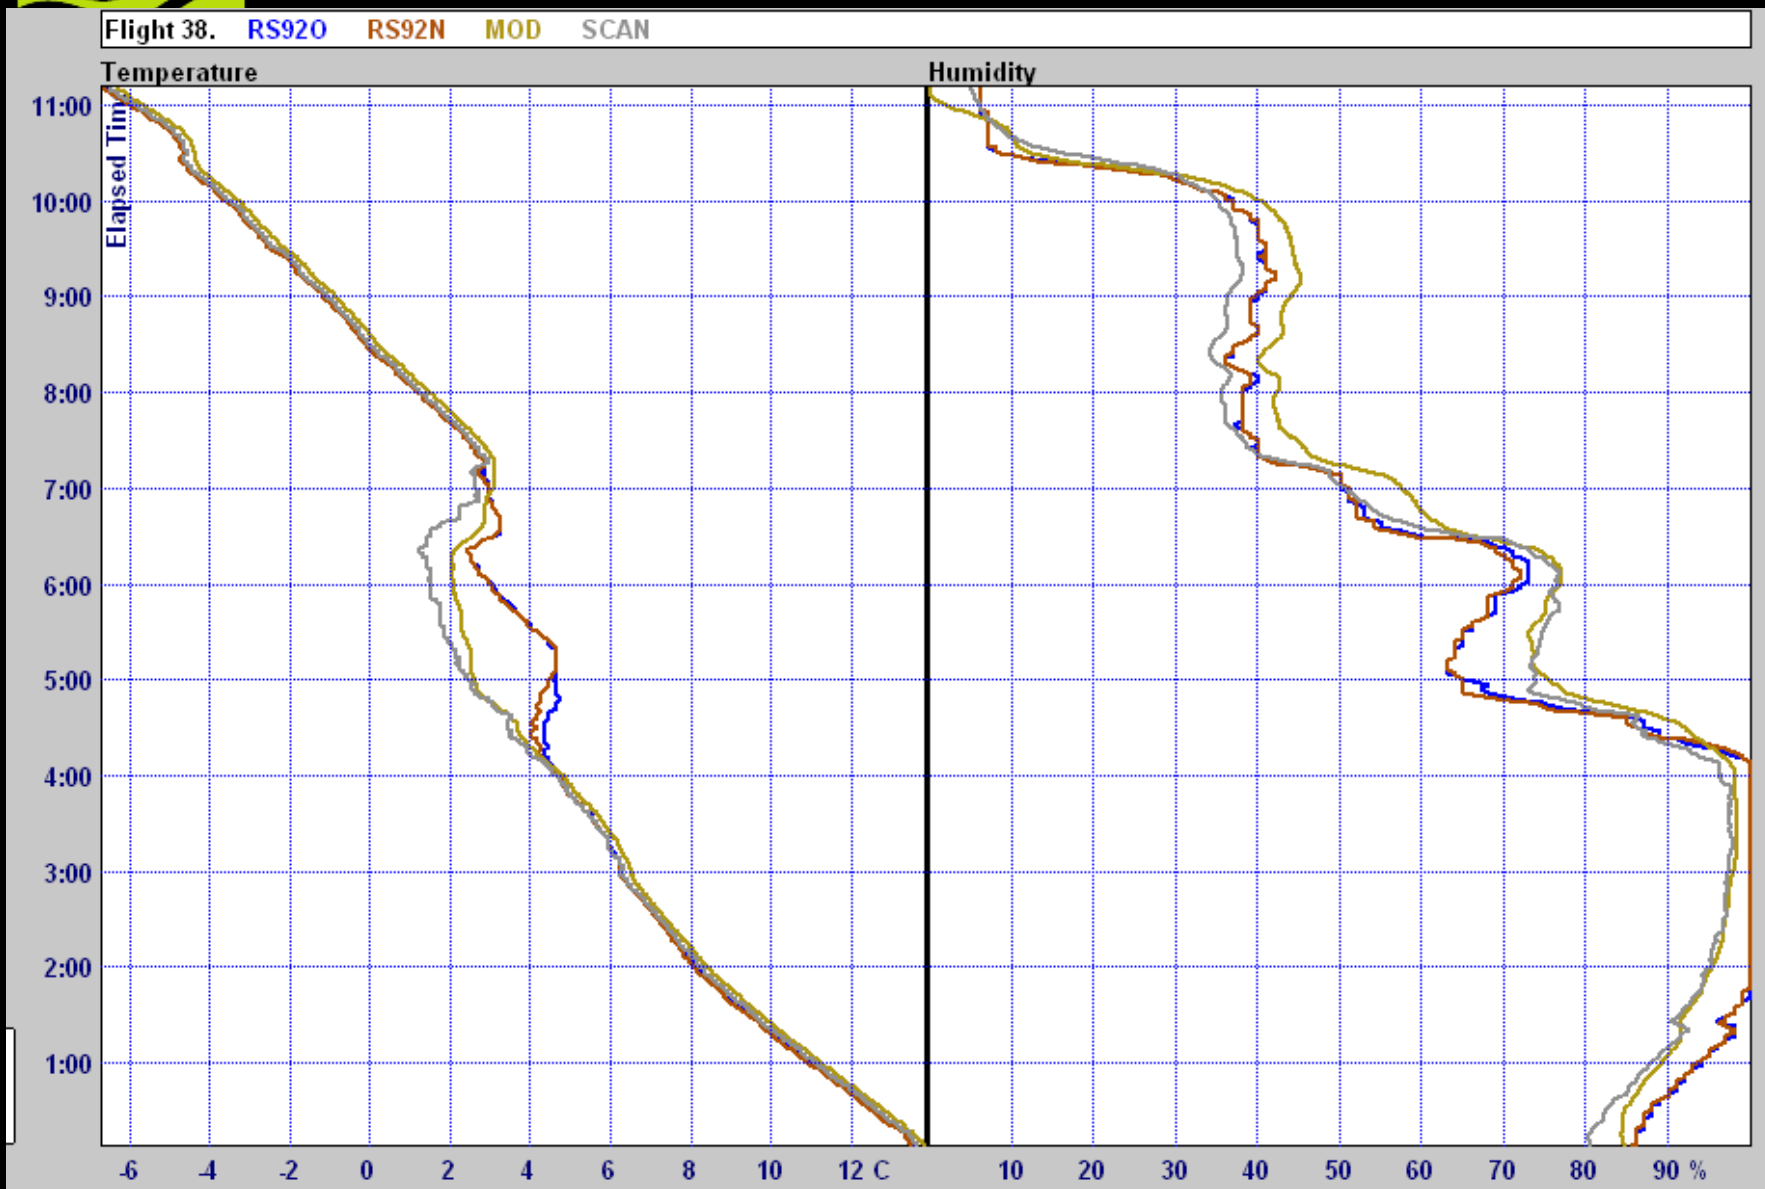 Flight 38. RS92O RS92N MOD SCAN
Temperature Humidity
Elapsed Tim
11:00
10:00
9:00
8:00
7:00
6:00
5:00
4:00
3:00
2:00
1:00
-6 -4 -2 0 2 4 6 8 10 12 C 10 20 30 40 50 60 70 80 90 %